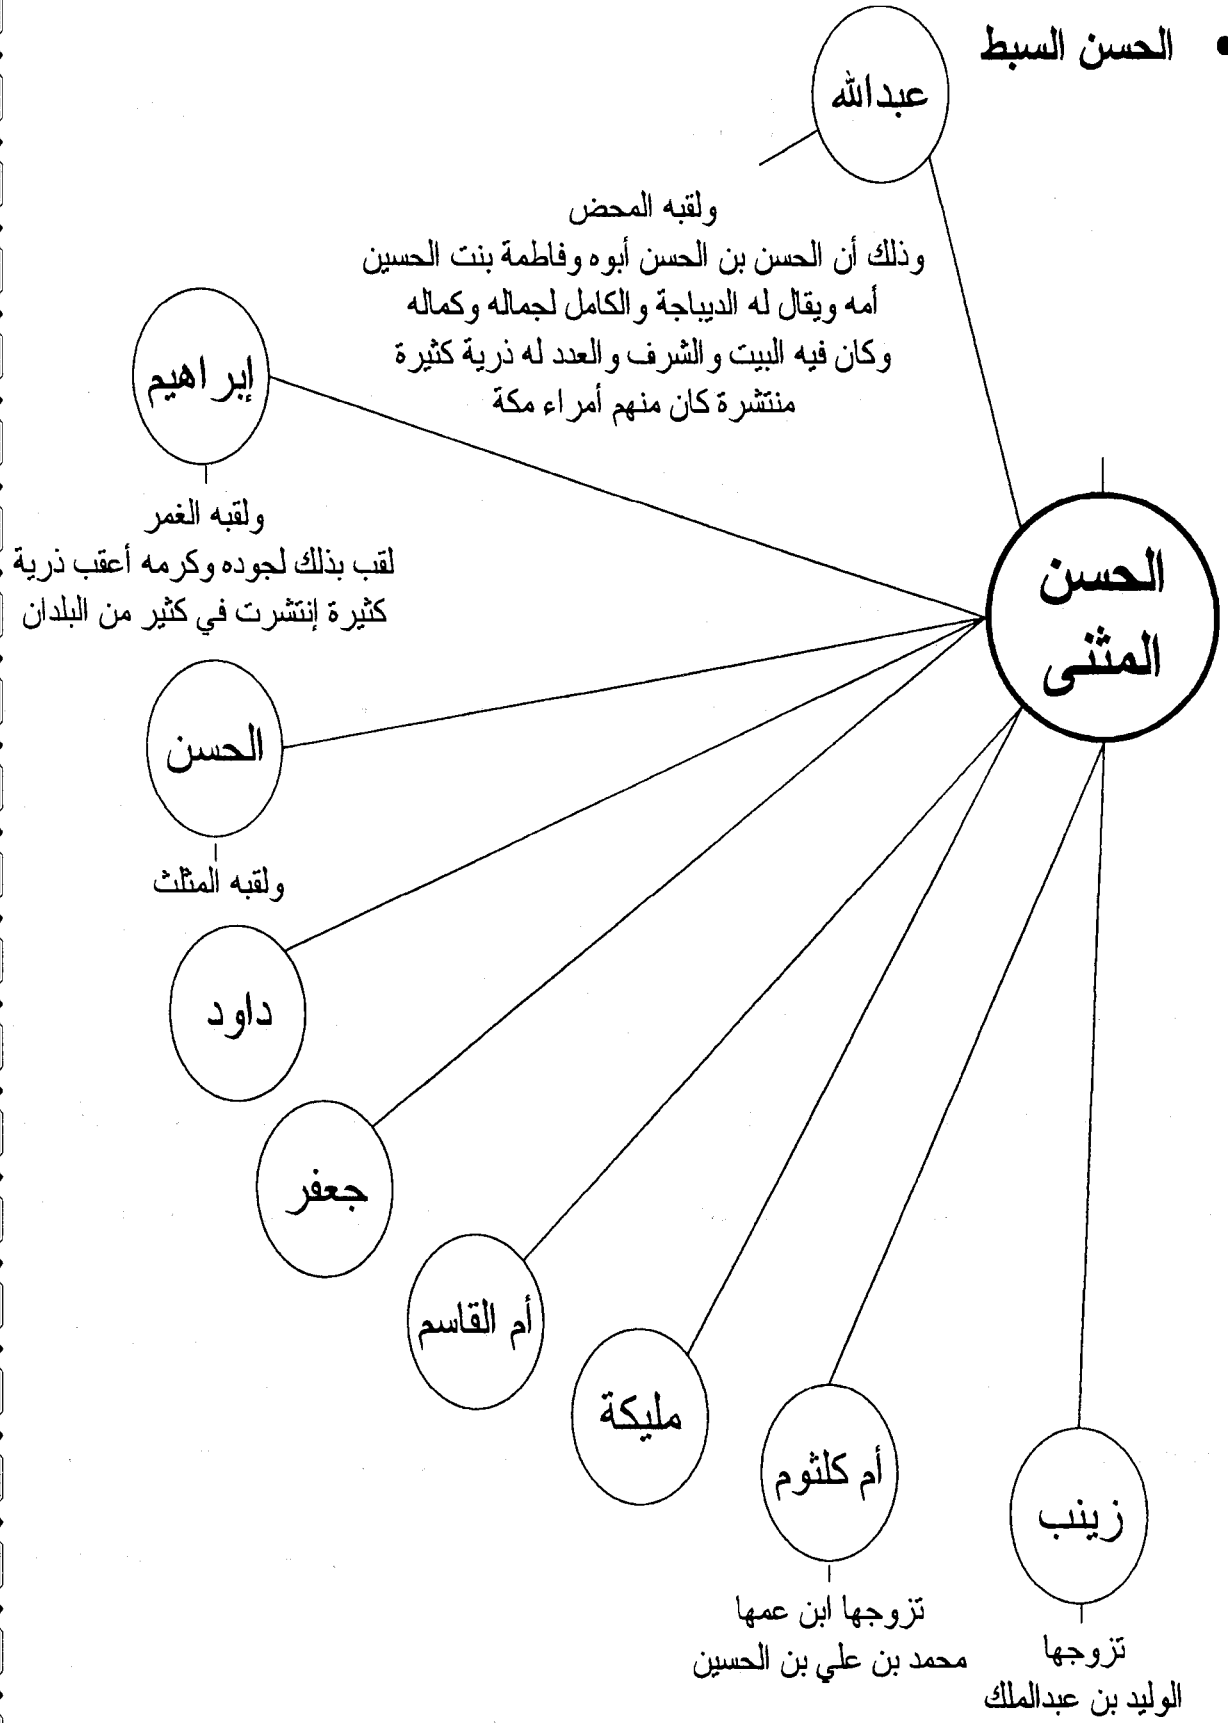 • الحسن السبط
عبدالله
ولقبه المحض
وذلك أن الحسن بن الحسن أبوه وفاطمة بنت الحسين
أمه ويقال له الديباجة والكامل لجماله وكماله
وكان فيه البيت والشرف والعدد له ذرية كثيرة
منتشرة كان منهم أمراء مكة
الحسن
المثنى
إبراهيم
ولقبه الغمر
لقب بذلك لجوده وكرمه أعقب ذرية
كثيرة إنتشرت في كثير من البلدان
الحسن
ولقبه المثلث
داود
جعفر
أم القاسم
مليكة
أم كلثوم
تزوجها ابن عمها
محمد بن علي بن الحسين
زينب
تزوجها
الوليد بن عبدالملك